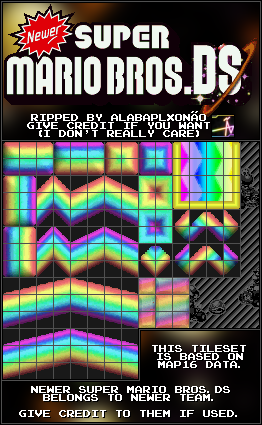 Newer
SUPER
MARIO BROS.DS
RIPPED BY ALABAPLXONÃO
GIVE CREDIT IF YOU WANT
(I DON'T REALLY CARE)
THIS TILESET
IS BASED ON
MAP16 DATA.
NEWER SUPER MARIO BROS. DS
BELONGS TO NEWER TEAM.
GIVE CREDIT TO THEM IF USED.